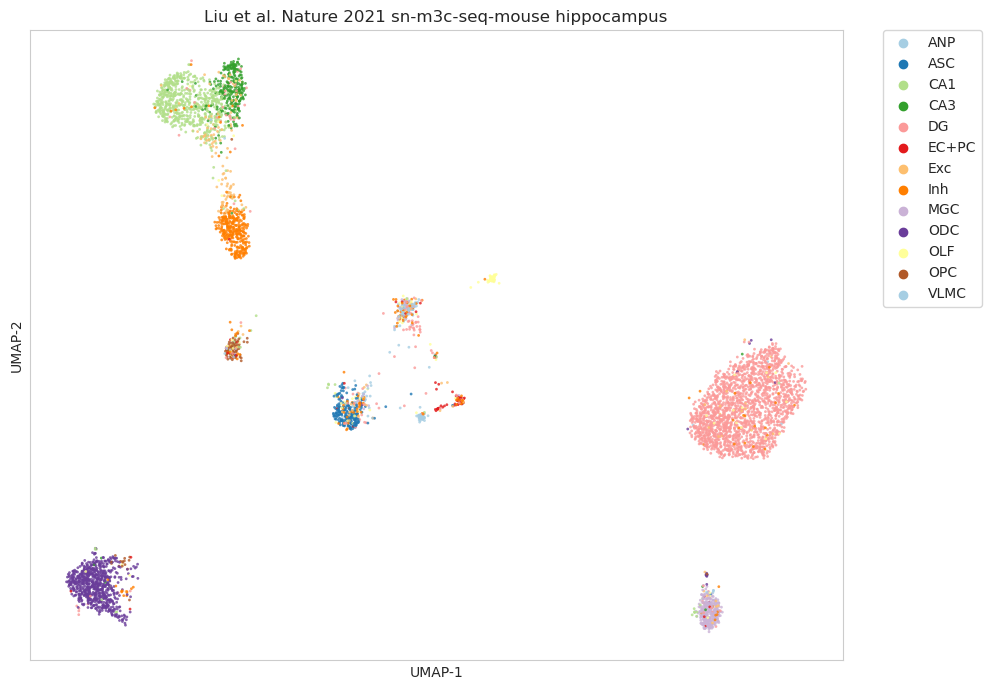 Liu et al. Nature 2021 sn-m3c-seq-mouse hippocampus
ANP
ASC
CA1
CA3
DG
EC+PC
Exc
Inh
MGC
ODC
OLF
OPC
VLMC
UMAP-2
UMAP-1